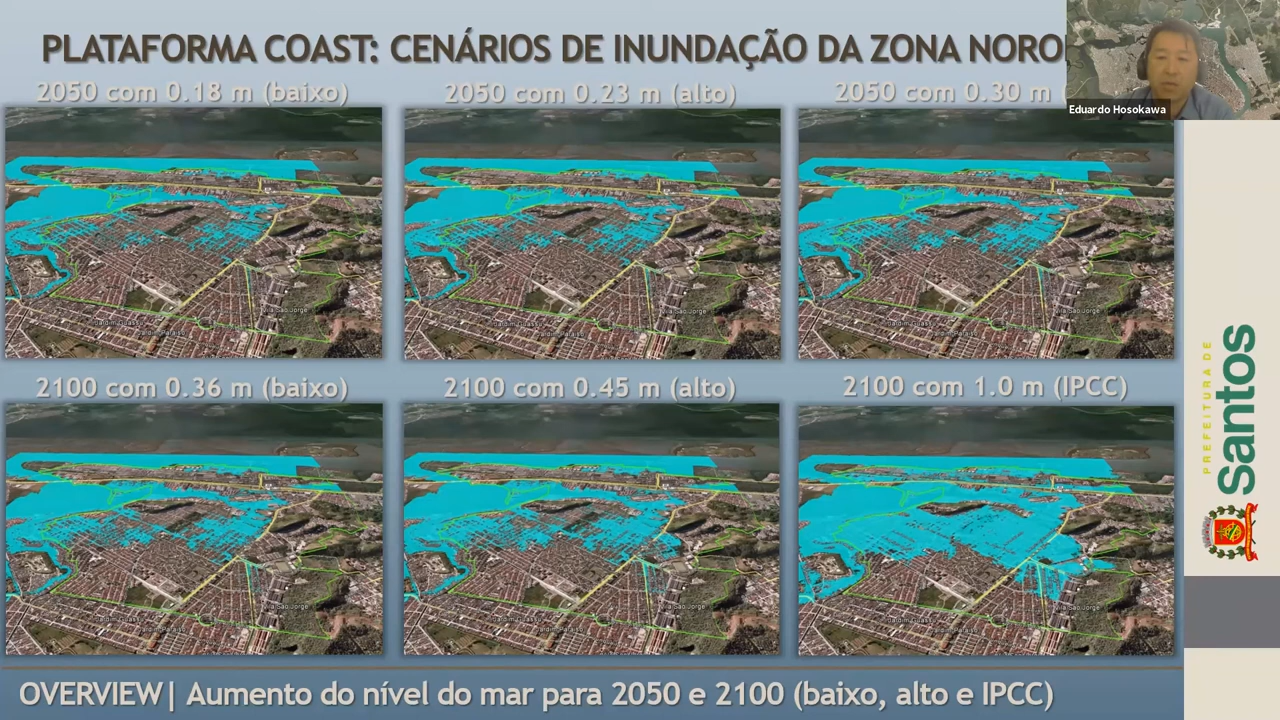 PLATAFORMA COAST: CENÁRIOS DE INUNDAÇÃO DA ZONA NORO
Eduardo Hosokawa
2050 com 0.18 m (baixo)
2050 com 0.23 m (alto)
2050 com 0.30 m (
2100 com 0.36 m (baixo)
2100 com 0.45 m (alto)
2100 com 1.0 m (IPCC)
PREFEITURA DE
Santos
OVERVIEW| Aumento do nível do mar para 2050 e 2100 (baixo, alto e IPCC)